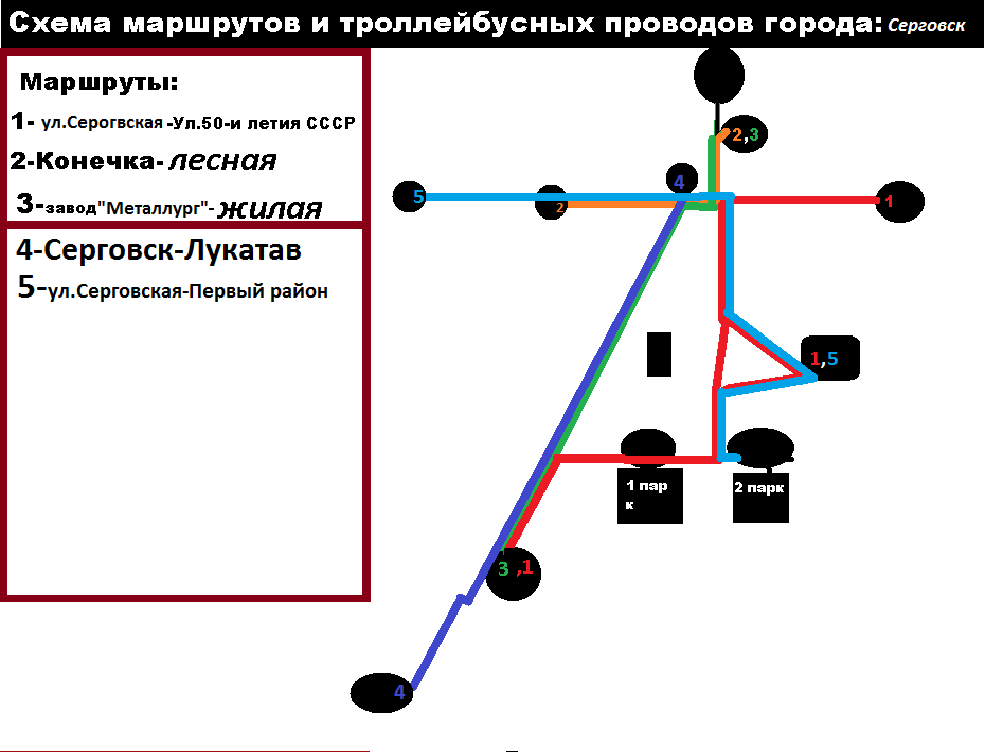 Схема маршрутов и троллейбусных проводов города: Серговск
Маршруты:
1- ул.Серогвская -Ул.50-и летия СССР
2-Конечка-лесная
3-завод"Металлург"-жилая
4-Серговск-Лукатав
5-ул.Серговская-Первый район
2,3
4
5
2
1
1,5
1 пар
к
2 парк
3 ,1
4